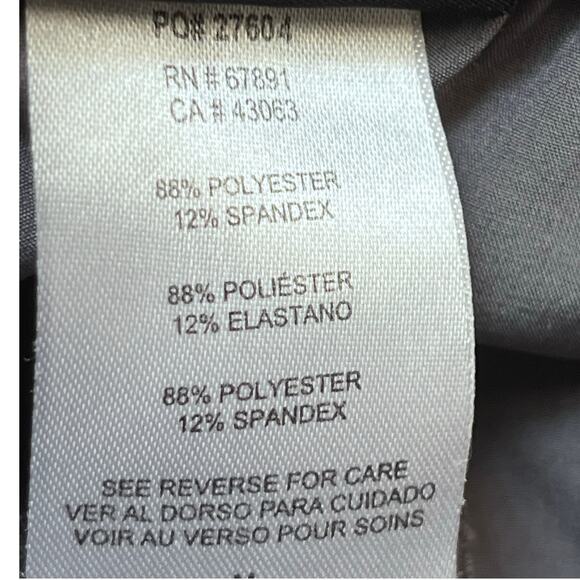 PO# 27604
RN # 67891
CA # 43063
88% POLYESTER
12% SPANDEX
88% POLIÉSTER
12% ELASTANO
88% POLYESTER
12% SPANDEX
SEE REVERSE FOR CARE
VER AL DORSO PARA CUIDADO
VOIR AU VERSO POUR SOINS